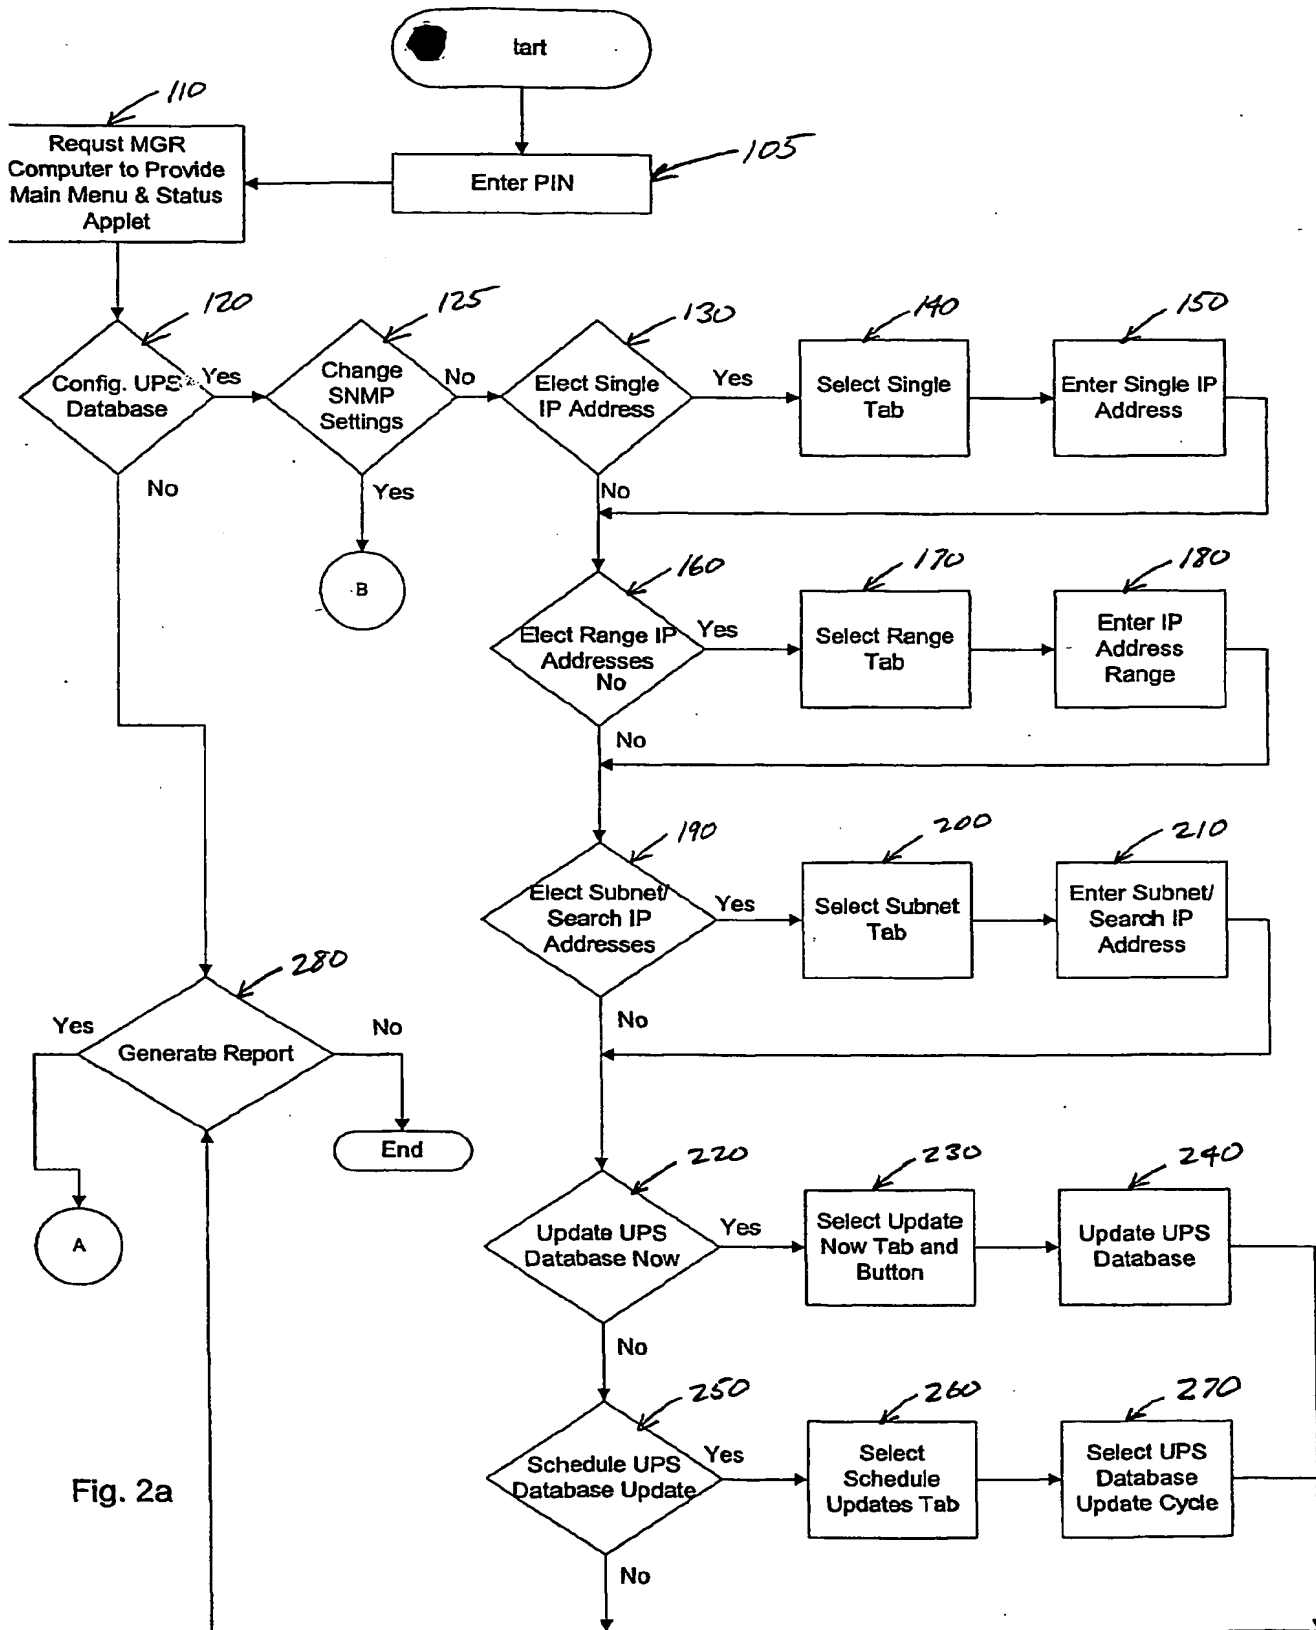 tart
110
Requst MGR
Computer to Provide
Main Menu & Status
Applet
105
Enter PIN
120
Config. UPS
Database
Yes
No
125
Change
SNMP
Settings
No
Yes
B
130
Elect Single
IP Address
Yes
No
140
Select Single
Tab
150
Enter Single IP
Address
160
Elect Range IP
Addresses
No
Yes
No
170
Select Range
Tab
180
Enter IP
Address
Range
190
Elect Subnet/
Search IP
Addresses
Yes
No
200
Select Subnet
Tab
210
Enter Subnet/
Search IP
Address
280
Generate Report
Yes
No
End
A
220
Update UPS
Database Now
Yes
No
230
Select Update
Now Tab and
Button
240
Update UPS
Database
250
Schedule UPS
Database Update
Yes
No
260
Select
Schedule
Updates Tab
270
Select UPS
Database
Update Cycle
Fig. 2a